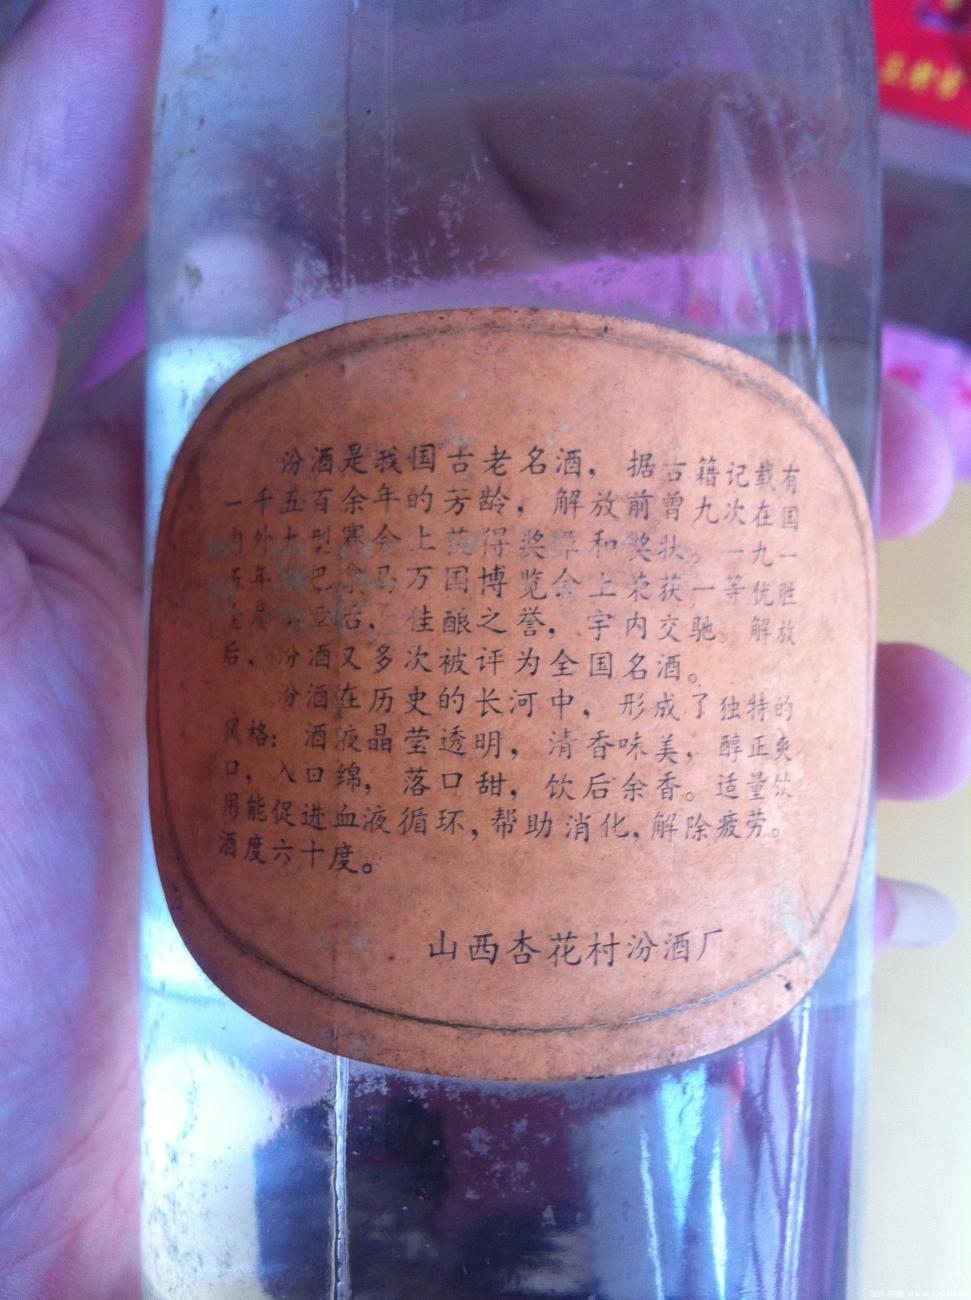 汾酒是我国古老名酒，据古籍记载有
一千五百余年的芳龄，解放前曾九次在国
内外大型赛会上获得奖牌和奖状。一九一
五年在巴拿马万国博览会上荣获一等优胜
金质奖章后，佳酿之誉，宇内交驰。解放
后，汾酒又多次被评为全国名酒。
汾酒在历史的长河中，形成了独特的
风格：酒液晶莹透明，清香味美，醇正爽
口，入口绵，落口甜，饮后余香。适量饮
用能促进血液循环，帮助消化，解除疲劳。
酒度六十度。
山西杏花村汾酒厂